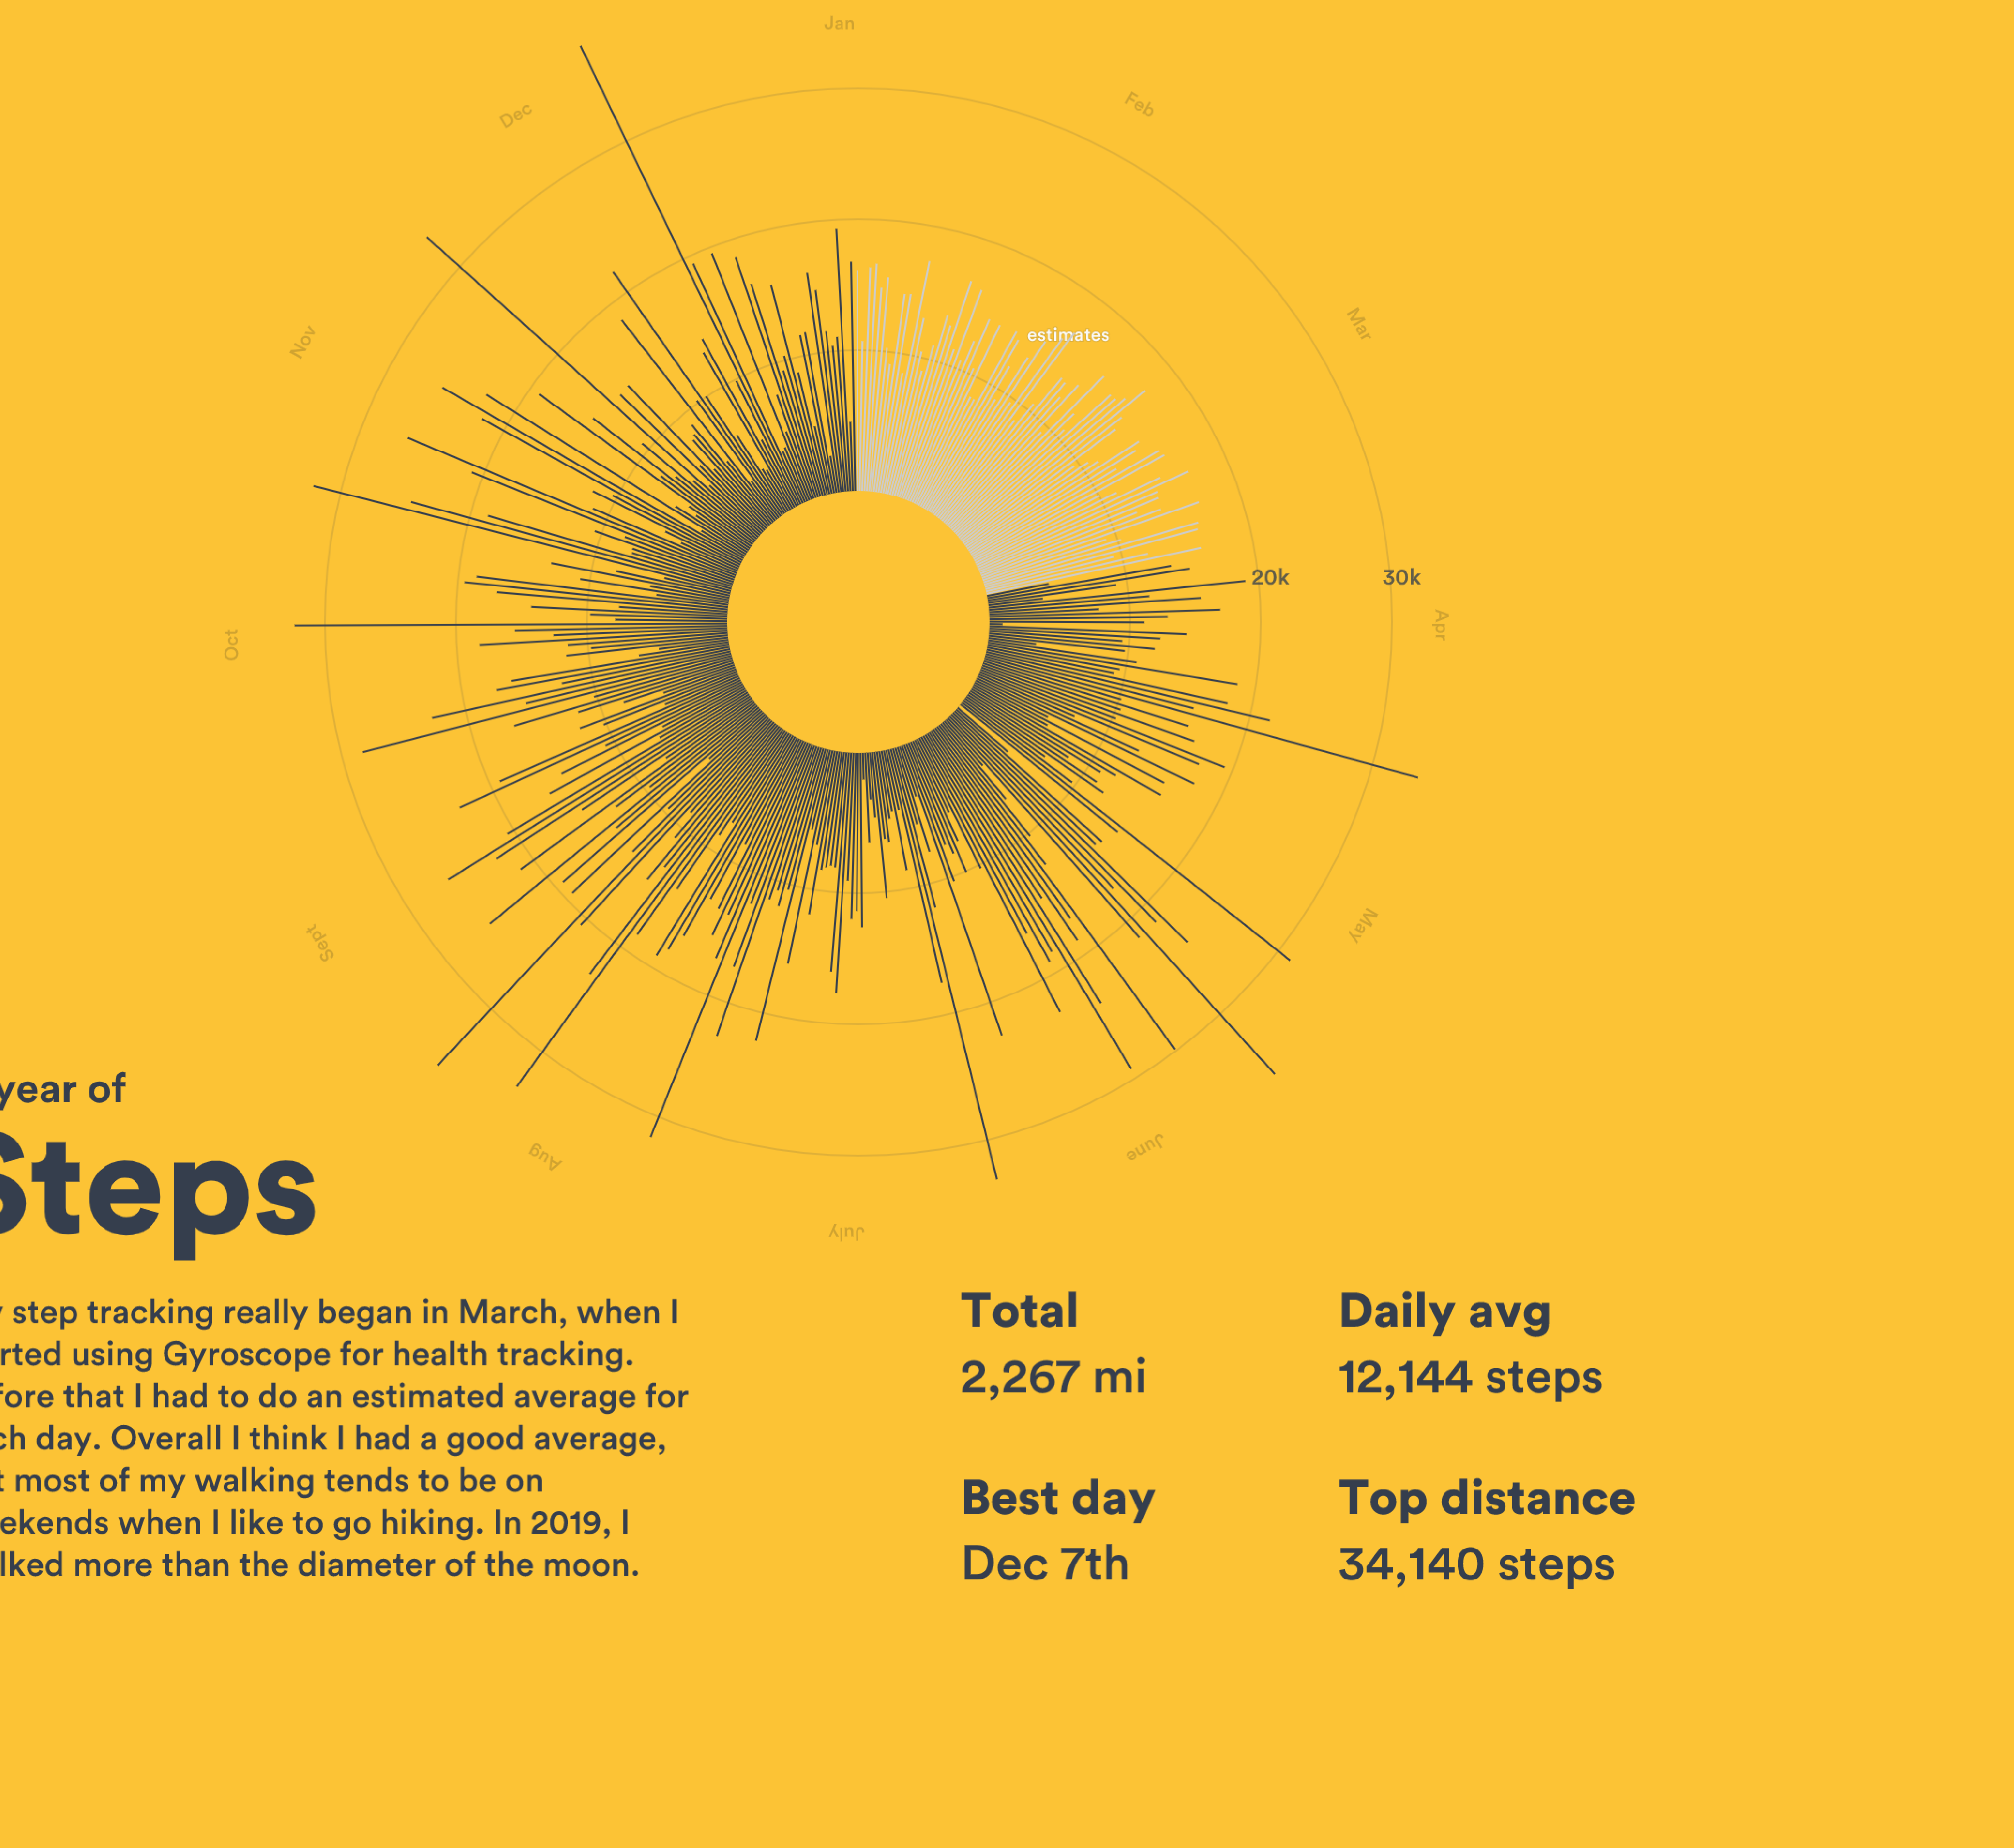 Jan
Feb
Mar
Apr
May
June
July
Aug
Sept
Oct
Nov
Dec
estimates
20k
30k
year of
Steps
step tracking really began in March, when I
rted using Gyroscope for health tracking.
fore that I had to do an estimated average for
ch day. Overall I think I had a good average,
t most of my walking tends to be on
ekends when I like to go hiking. In 2019, I
lked more than the diameter of the moon.
Total
2,267 mi
Daily avg
12,144 steps
Best day
Dec 7th
Top distance
34,140 steps